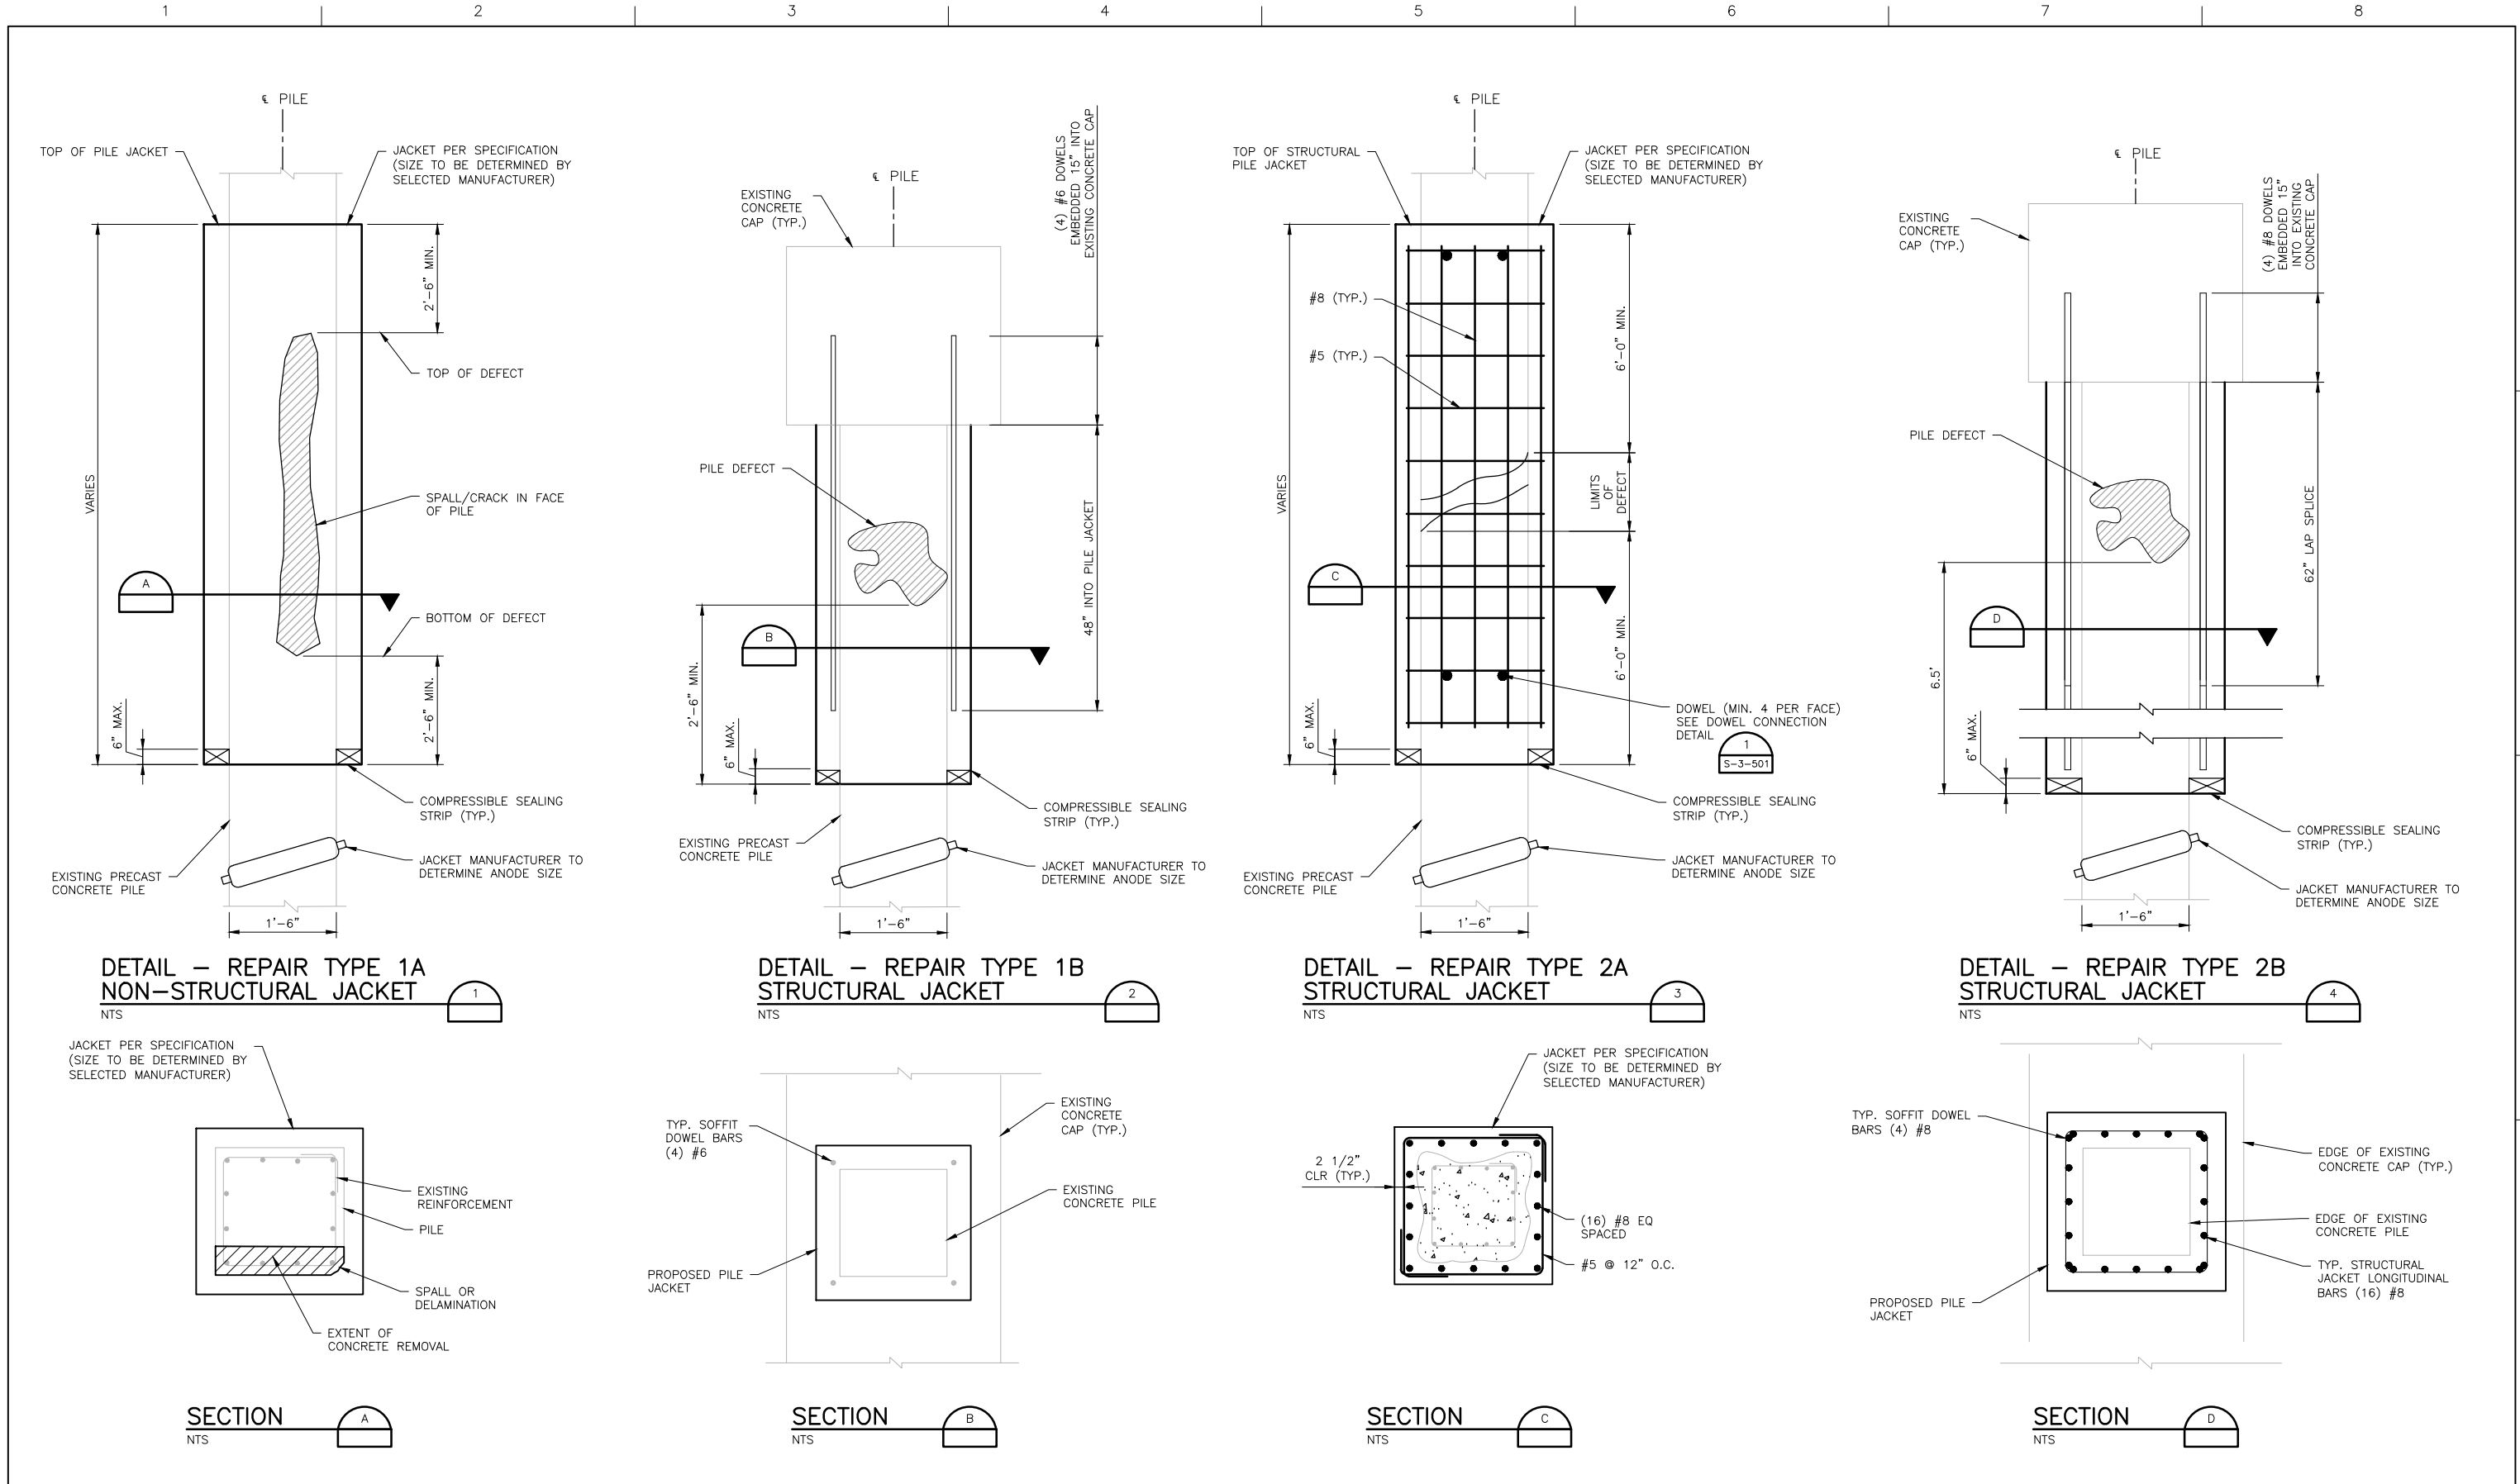 1 2 3 4 5 6 7 8
℄ PILE
TOP OF PILE JACKET
JACKET PER SPECIFICATION
(SIZE TO BE DETERMINED BY
SELECTED MANUFACTURER)
2'-6" MIN.
VARIES
TOP OF DEFECT
SPALL/CRACK IN FACE
OF PILE
A
BOTTOM OF DEFECT
2'-6" MIN.
6" MAX.
COMPRESSIBLE SEALING
STRIP (TYP.)
EXISTING PRECAST
CONCRETE PILE
JACKET MANUFACTURER TO
DETERMINE ANODE SIZE
1'-6"
DETAIL - REPAIR TYPE 1A
NON-STRUCTURAL JACKET
1
NTS
℄ PILE
(4) #6 DOWELS
EMBEDDED 15" INTO
EXISTING CONCRETE CAP
EXISTING
CONCRETE
CAP (TYP.)
PILE DEFECT
48" INTO PILE JACKET
B
2'-6" MIN.
6" MAX.
COMPRESSIBLE SEALING
STRIP (TYP.)
EXISTING PRECAST
CONCRETE PILE
JACKET MANUFACTURER TO
DETERMINE ANODE SIZE
1'-6"
DETAIL - REPAIR TYPE 1B
STRUCTURAL JACKET
2
NTS
℄ PILE
TOP OF STRUCTURAL
PILE JACKET
JACKET PER SPECIFICATION
(SIZE TO BE DETERMINED BY
SELECTED MANUFACTURER)
#8 (TYP.)
#5 (TYP.)
6'-0" MIN.
VARIES
LIMITS
OF
DEFECT
C
6'-0" MIN.
DOWEL (MIN. 4 PER FACE)
SEE DOWEL CONNECTION
DETAIL
1
S-3-501
6" MAX.
COMPRESSIBLE SEALING
STRIP (TYP.)
EXISTING PRECAST
CONCRETE PILE
JACKET MANUFACTURER TO
DETERMINE ANODE SIZE
1'-6"
DETAIL - REPAIR TYPE 2A
STRUCTURAL JACKET
3
NTS
℄ PILE
(4) #8 DOWELS
EMBEDDED 15"
INTO EXISTING
CONCRETE CAP
EXISTING
CONCRETE
CAP (TYP.)
PILE DEFECT
62" LAP SPLICE
D
6.5'
6" MAX.
COMPRESSIBLE SEALING
STRIP (TYP.)
JACKET MANUFACTURER TO
DETERMINE ANODE SIZE
1'-6"
DETAIL - REPAIR TYPE 2B
STRUCTURAL JACKET
4
NTS
JACKET PER SPECIFICATION
(SIZE TO BE DETERMINED BY
SELECTED MANUFACTURER)
EXISTING
REINFORCEMENT
PILE
SPALL OR
DELAMINATION
EXTENT OF
CONCRETE REMOVAL
SECTION
A
NTS
TYP. SOFFIT
DOWEL BARS
(4) #6
EXISTING
CONCRETE
CAP (TYP.)
EXISTING
CONCRETE PILE
PROPOSED PILE
JACKET
SECTION
B
NTS
JACKET PER SPECIFICATION
(SIZE TO BE DETERMINED BY
SELECTED MANUFACTURER)
2 1/2"
CLR (TYP.)
(16) #8 EQ
SPACED
#5 @ 12" O.C.
SECTION
C
NTS
TYP. SOFFIT DOWEL
BARS (4) #8
EDGE OF EXISTING
CONCRETE CAP (TYP.)
EDGE OF EXISTING
CONCRETE PILE
TYP. STRUCTURAL
JACKET LONGITUDINAL
BARS (16) #8
PROPOSED PILE
JACKET
SECTION
D
NTS